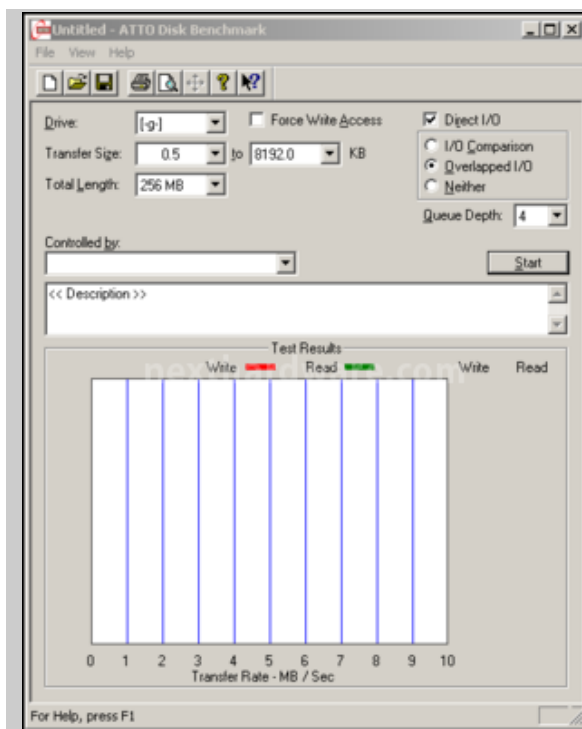 Untitled - ATTO Disk Benchmark
File View Help
Drive: [-g-] Force Write Access Direct I/O
I/O Comparison
Transfer Size: 0.5 to 8192.0 KB
Overlapped I/O
Total Length: 256 MB
Neither
Queue Depth: 4
Controlled by:
Start
<< Description >>
Test Results
Write Read Write Read
nexthardware.com
0 1 2 3 4 5 6 7 8 9 10
Transfer Rate - MB / Sec
For Help, press F1